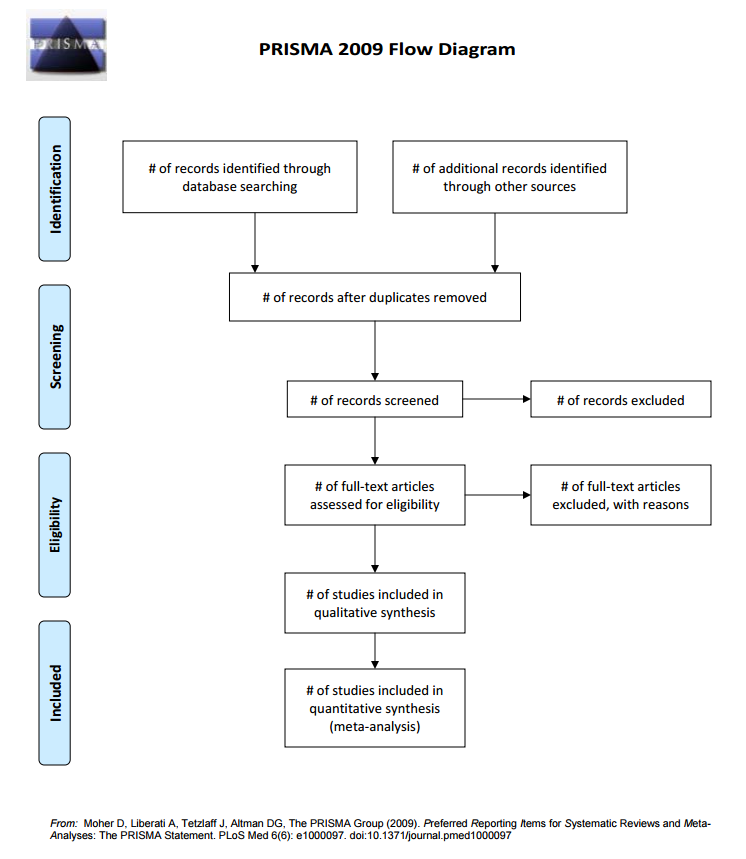 PRISMA
PRISMA 2009 Flow Diagram
Identification
# of records identified through
database searching
# of additional records identified
through other sources
# of records after duplicates removed
Screening
# of records screened
# of records excluded
Eligibility
# of full-text articles
assessed for eligibility
# of full-text articles
excluded, with reasons
# of studies included in
qualitative synthesis
Included
# of studies included in
quantitative synthesis
(meta-analysis)
From: Moher D, Liberati A, Tetzlaff J, Altman DG, The PRISMA Group (2009). Preferred Reporting Items for Systematic Reviews and Meta-
Analyses: The PRISMA Statement. PLoS Med 6(6): e1000097. doi:10.1371/journal.pmed1000097